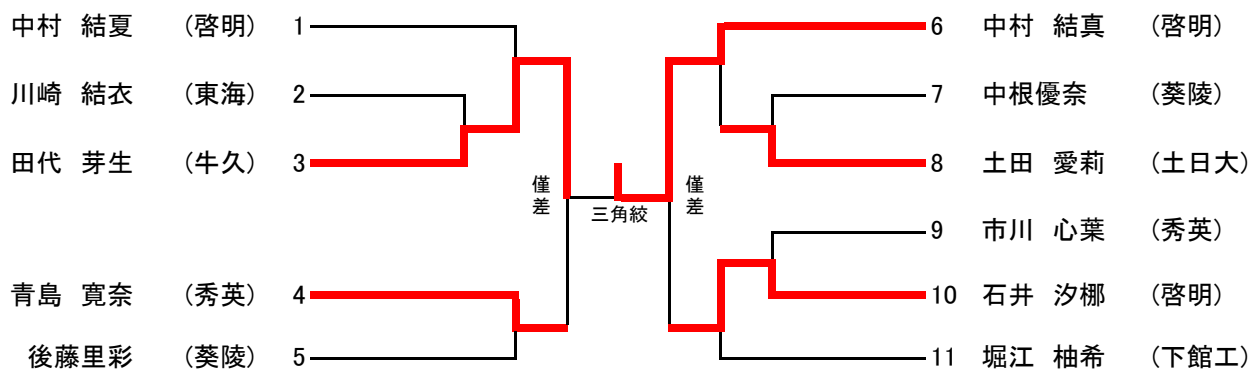 中村 結夏 (啓明) 1
川崎 結衣 (東海) 2
田代 芽生 (牛久) 3
青島 寛奈 (秀英) 4
後藤里彩 (葵陵) 5
僅差
三角絞
僅差
6 中村 結真 (啓明)
7 中根優奈 (葵陵)
8 土田 愛莉 (土日大)
9 市川 心葉 (秀英)
10 石井 汐梛 (啓明)
11 堀江 柚希 (下館工)